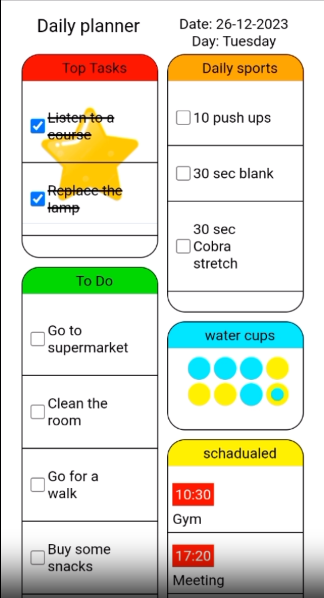 Daily planner
Date: 26-12-2023
Day: Tuesday
Top Tasks
Listen to a
course
Replace the
lamp
To Do
Go to
supermarket
Clean the
room
Go for a
walk
Buy some
snacks
Daily sports
10 push ups
30 sec blank
30 sec
Cobra
stretch
water cups
schadualed
10:30
Gym
17:20
Meeting